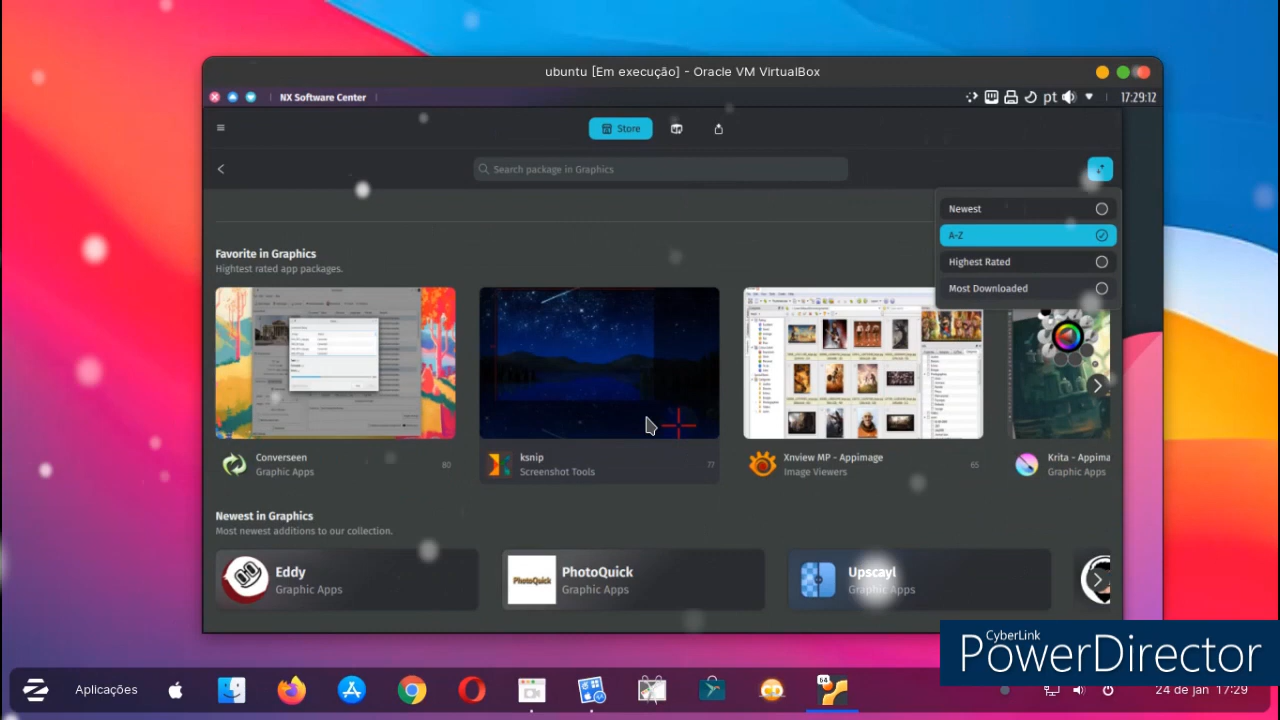 ubuntu [Em execução] - Oracle VM VirtualBox
NX Software Center
pt
17:29:12
Store
Search package in Graphics
Newest
A-Z
Highest Rated
Most Downloaded
Favorite in Graphics
Hightest rated app packages.
Converseen
Graphic Apps
80
ksnip
Screenshot Tools
77
Xnview MP - Appimage
Image Viewers
65
Krita - Appima
Graphic Apps
Newest in Graphics
Most newest additions to our collection.
Eddy
Graphic Apps
PhotoQuick
PhotoQuick
Graphic Apps
Upscayl
Graphic Apps
CyberLink
PowerDirector
Aplicações
64
24 de jan 17:29